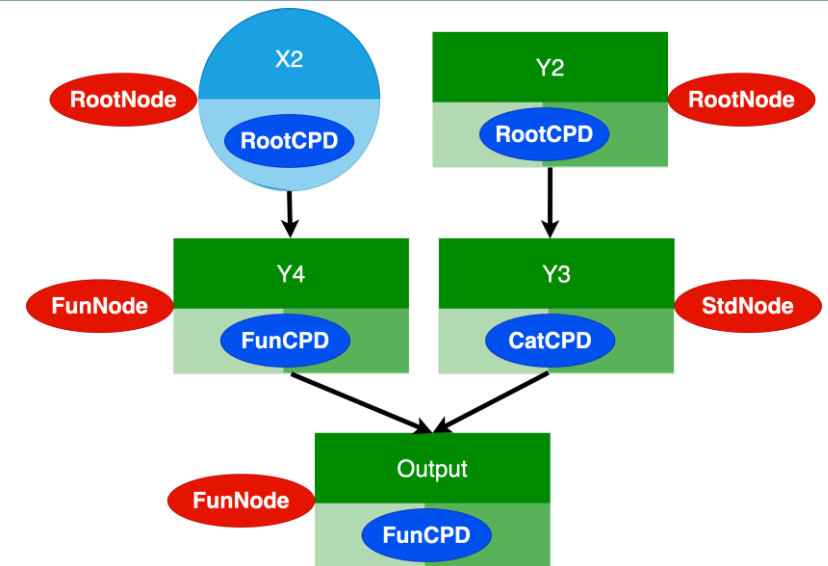 X2
Y2
RootNode
RootNode
RootCPD
RootCPD
Y4
Y3
FunNode
StdNode
FunCPD
CatCPD
Output
FunNode
FunCPD